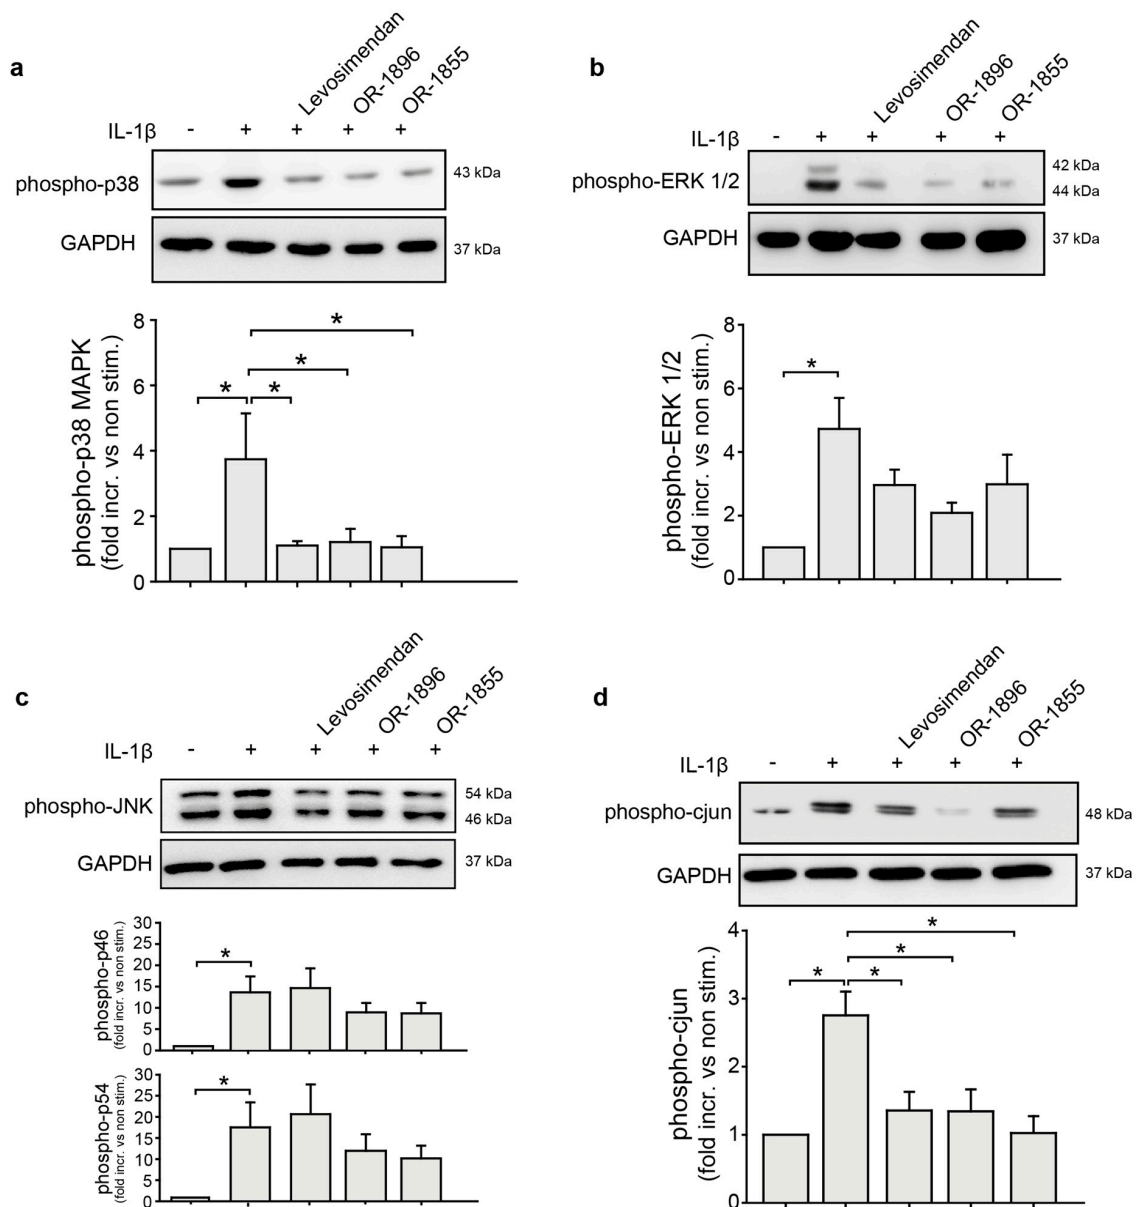 a
Levosimendan
OR-1896
OR-1855
IL-1β - + + + +
phospho-p38 43 kDa
GAPDH 37 kDa
phospho-p38 MAPK
(fold incr. vs non stim.)
8
6
4
2
0
* * * *
b
Levosimendan
OR-1896
OR-1855
IL-1β - + + + +
phospho-ERK 1/2 42 kDa
44 kDa
GAPDH 37 kDa
phospho-ERK 1/2
(fold incr. vs non stim.)
8
6
4
2
0
*
c
Levosimendan
OR-1896
OR-1855
IL-1β - + + + +
phospho-JNK 54 kDa
46 kDa
GAPDH 37 kDa
phospho-p46
(fold incr. vs non stim.)
30
25
20
15
10
5
0
*
phospho-p54
(fold incr. vs non stim.)
30
25
20
15
10
5
0
*
d
Levosimendan
OR-1896
OR-1855
IL-1β - + + + +
phospho-cjun 48 kDa
GAPDH 37 kDa
phospho-cjun
(fold incr. vs non stim.)
4
3
2
1
0
* * * *